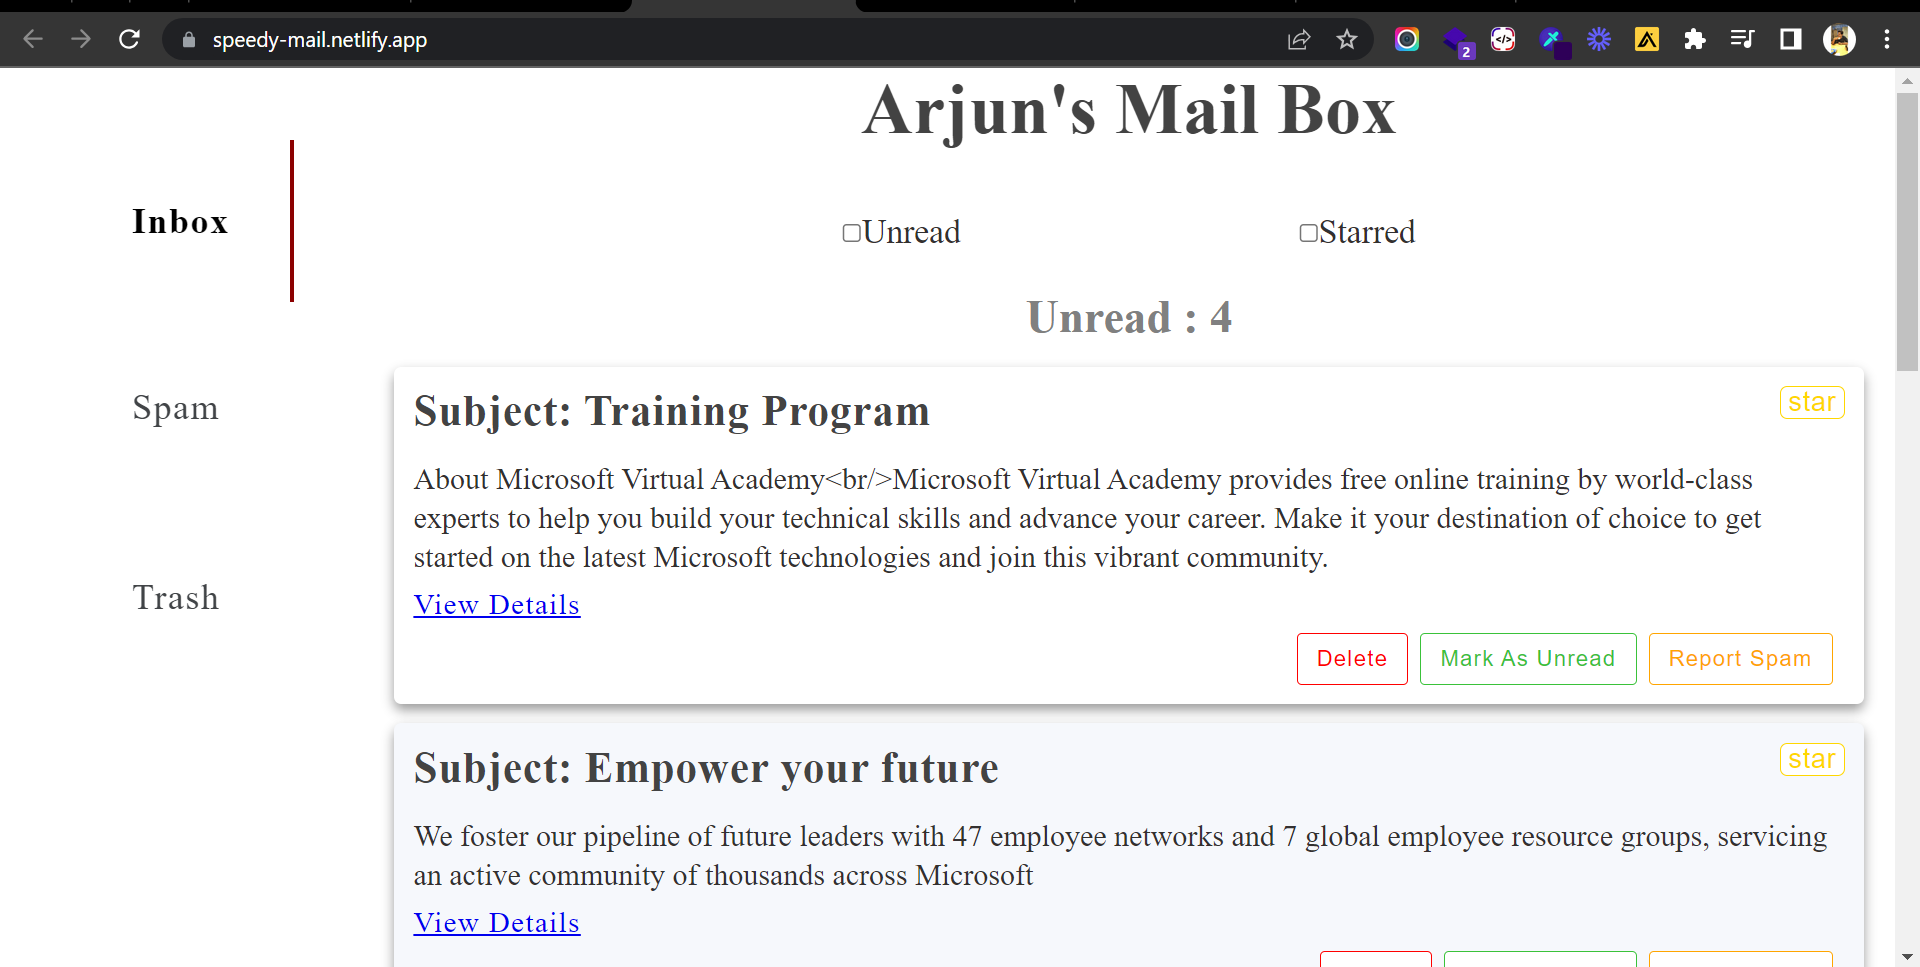 speedy-mail.netlify.app
2
Arjun's Mail Box
Inbox
Unread
Starred
Unread : 4
Spam
Trash
Subject: Training Program
star
About Microsoft Virtual Academy<br/>Microsoft Virtual Academy provides free online training by world-class
experts to help you build your technical skills and advance your career. Make it your destination of choice to get
started on the latest Microsoft technologies and join this vibrant community.
View Details
Delete
Mark As Unread
Report Spam
Subject: Empower your future
star
We foster our pipeline of future leaders with 47 employee networks and 7 global employee resource groups, servicing
an active community of thousands across Microsoft
View Details